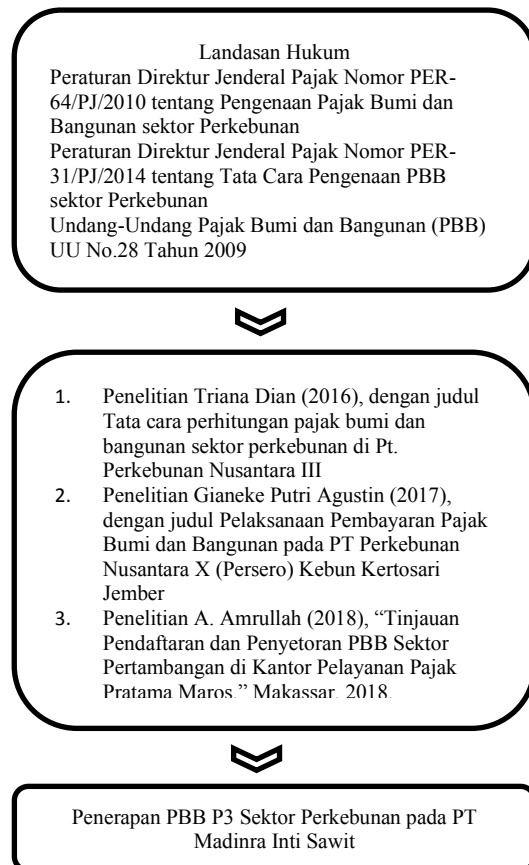 Landasan Hukum
Peraturan Direktur Jenderal Pajak Nomor PER-
64/PJ/2010 tentang Pengenaan Pajak Bumi dan
Bangunan sektor Perkebunan
Peraturan Direktur Jenderal Pajak Nomor PER-
31/PJ/2014 tentang Tata Cara Pengenaan PBB
sektor Perkebunan
Undang-Undang Pajak Bumi dan Bangunan (PBB)
UU No.28 Tahun 2009
1. Penelitian Triana Dian (2016), dengan judul
Tata cara perhitungan pajak bumi dan
bangunan sektor perkebunan di Pt.
Perkebunan Nusantara III
2. Penelitian Gianeke Putri Agustin (2017),
dengan judul Pelaksanaan Pembayaran Pajak
Bumi dan Bangunan pada PT Perkebunan
Nusantara X (Persero) Kebun Kertosari
Jember
3. Penelitian A. Amrullah (2018), “Tinjauan
Pendaftaran dan Penyetoran PBB Sektor
Pertambangan di Kantor Pelayanan Pajak
Pratama Maros.” Makassar. 2018.
Penerapan PBB P3 Sektor Perkebunan pada PT
Madinra Inti Sawit